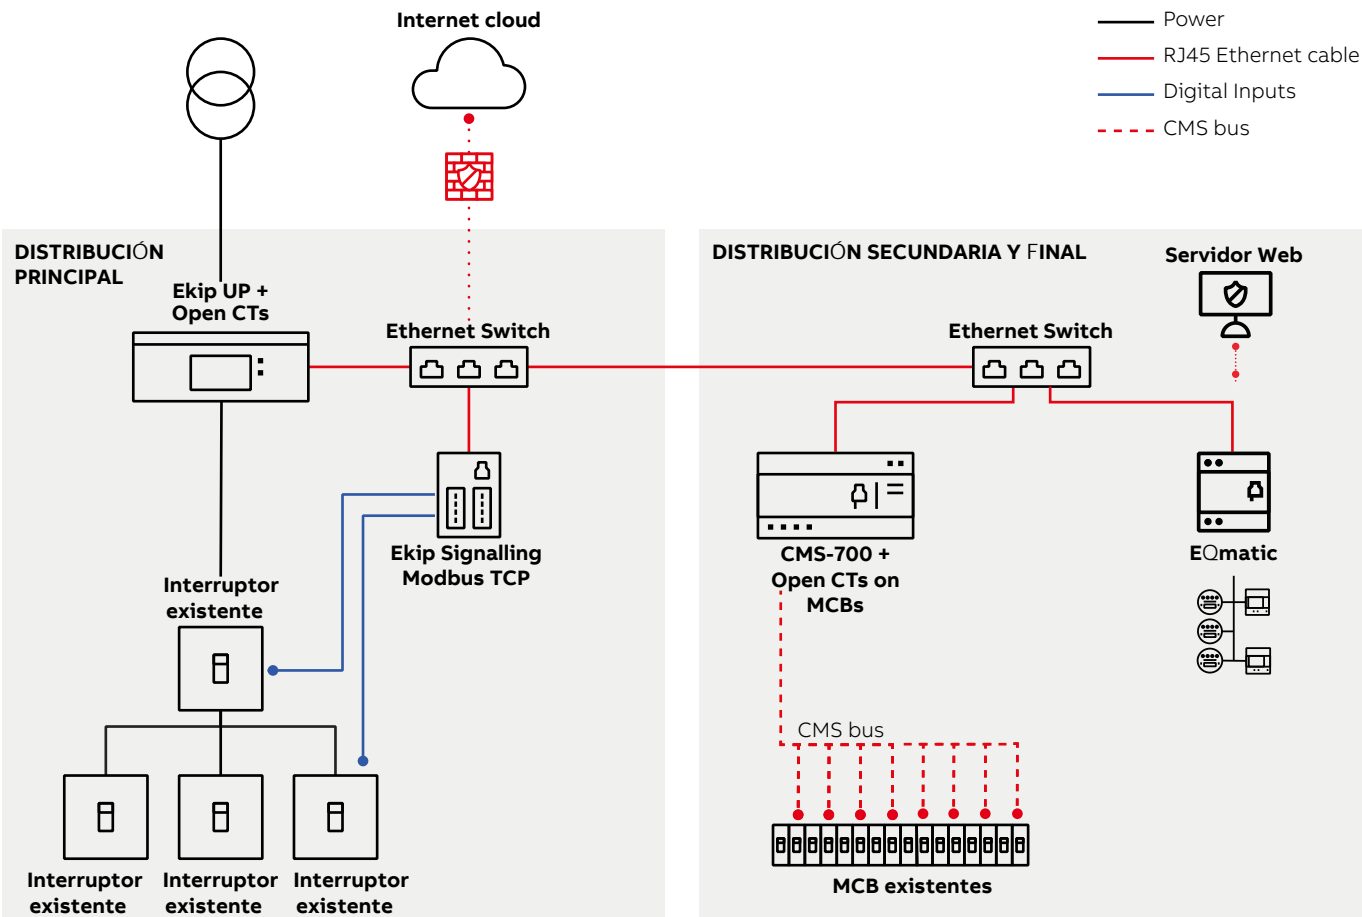 Internet cloud
Power
RJ45 Ethernet cable
Digital Inputs
CMS bus
DISTRIBUCIÓN
PRINCIPAL
Ekip UP +
Open CTs
Ethernet Switch
Ekip Signalling
Modbus TCP
Interruptor
existente
Interruptor
existente
Interruptor
existente
Interruptor
existente
DISTRIBUCIÓN SECUNDARIA Y FINAL
Servidor Web
Ethernet Switch
CMS-700 +
Open CTs on
MCBs
EQmatic
CMS bus
MCB existentes